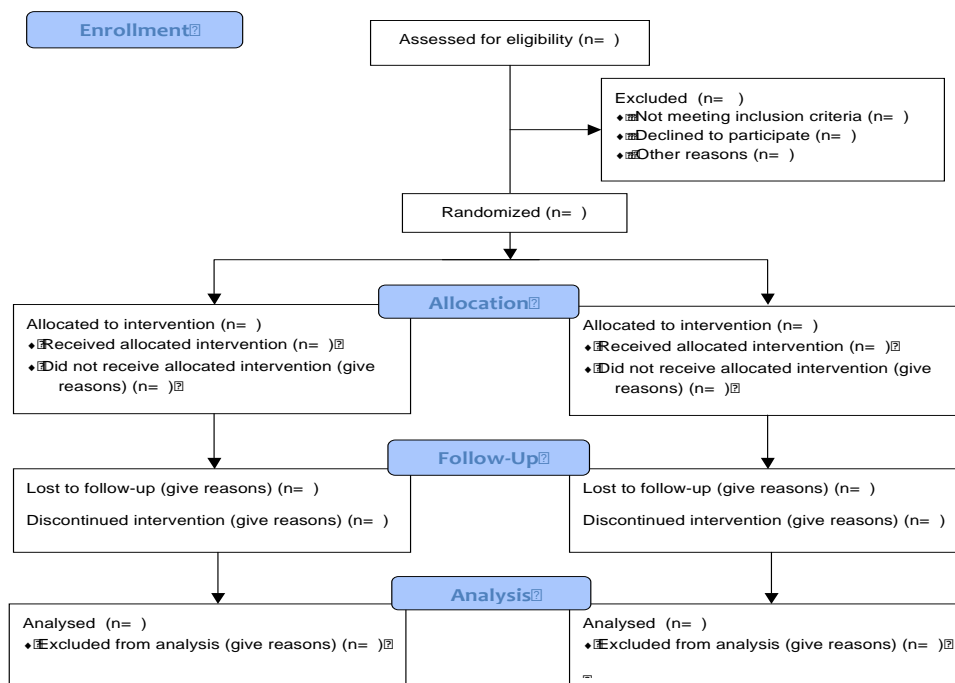 Enrollment
Assessed for eligibility (n=  )
Excluded  (n=  )
◆ Not meeting inclusion criteria (n=  )
◆ Declined to participate (n=  )
◆ Other reasons (n=  )
Randomized (n=  )
Allocation
Allocated to intervention (n=  )
◆ Received allocated intervention (n=  )
◆ Did not receive allocated intervention (give
reasons) (n=  )
Allocated to intervention (n=  )
◆ Received allocated intervention (n=  )
◆ Did not receive allocated intervention (give
reasons) (n=  )
Follow-Up
Lost to follow-up (give reasons) (n=  )
Discontinued intervention (give reasons) (n=  )
Lost to follow-up (give reasons) (n=  )
Discontinued intervention (give reasons) (n=  )
Analysis
Analysed  (n=  )
◆ Excluded from analysis (give reasons) (n=  )
Analysed  (n=  )
◆ Excluded from analysis (give reasons) (n=  )